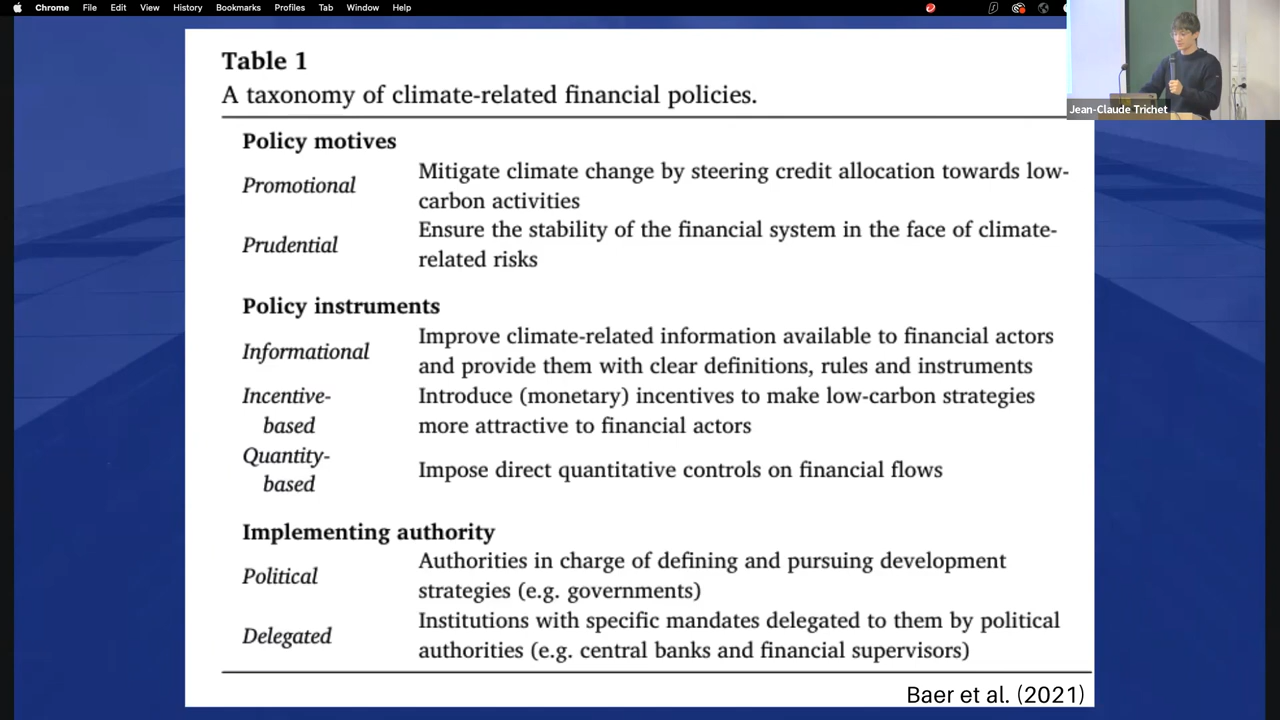 Chrome File Edit View History Bookmarks Profiles Tab Window Help
Jean-Claude Trichet
Table 1
A taxonomy of climate-related financial policies.
Policy motives
Promotional
Mitigate climate change by steering credit allocation towards low-
carbon activities
Prudential
Ensure the stability of the financial system in the face of climate-
related risks
Policy instruments
Informational
Improve climate-related information available to financial actors
and provide them with clear definitions, rules and instruments
Incentive-
based
Introduce (monetary) incentives to make low-carbon strategies
more attractive to financial actors
Quantity-
based
Impose direct quantitative controls on financial flows
Implementing authority
Political
Authorities in charge of defining and pursuing development
strategies (e.g. governments)
Delegated
Institutions with specific mandates delegated to them by political
authorities (e.g. central banks and financial supervisors)
Baer et al. (2021)